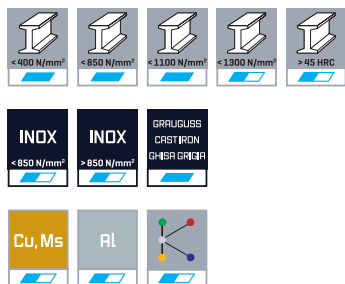 <400 N/mm² <850 N/mm² <1100 N/mm² <1300 N/mm² >45 HRC
INOX
<850 N/mm²
INOX
>850 N/mm²
GRAUGUSS
CAST IRON
GHISA GRIGIA
Cu, Ms
Al